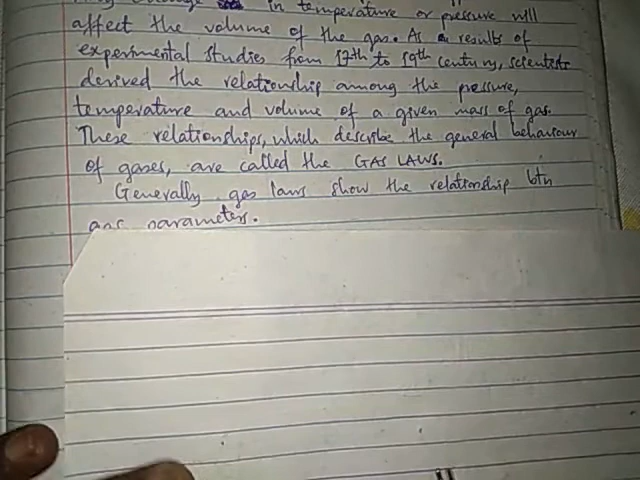 in temperature or pressure will
affect the volume of the gas. As a results of
experimental studies from 17th to 19th century, scientists
derived the relationship among the pressure,
temperature and volume of a given mass of gas.
These relationships, which describe the general behaviour
of gases, are called the GAS LAWS.
Generally gas laws show the relationship btn
gas parameters.